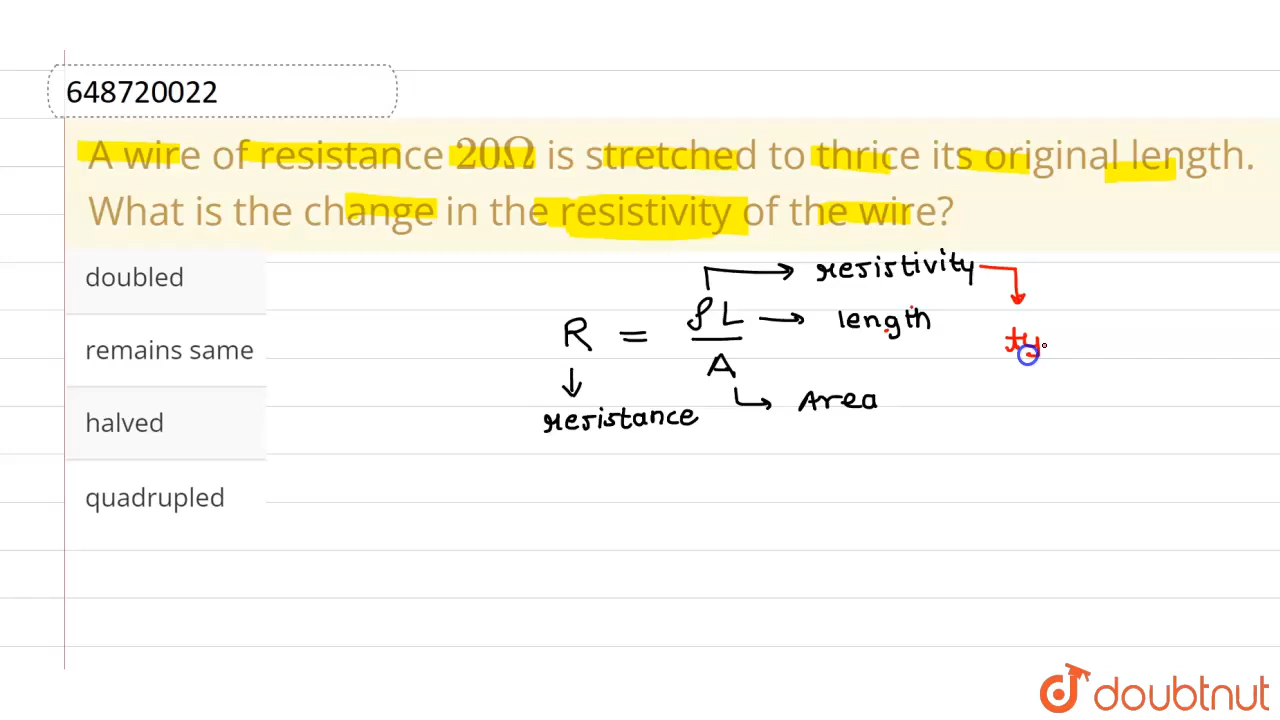 648720022
A wire of resistance 20Ω is stretched to thrice its original length.
What is the change in the resistivity of the wire?
doubled
remains same
halved
quadrupled
resistivity
R = ρL/A
length
ty
Area
resistance
doubtnut